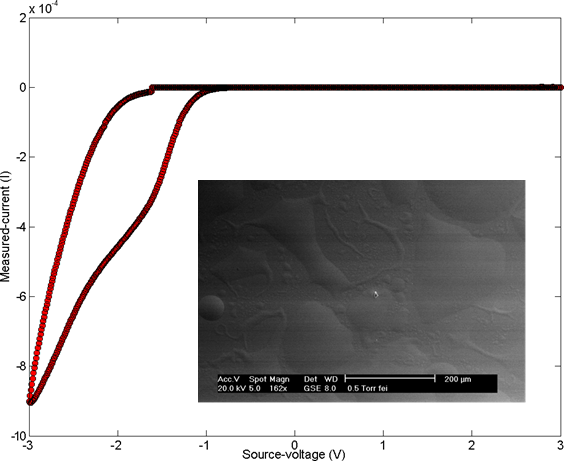 x 10⁻⁴
2
0
-2
-4
-6
-8
-10
Measured-current (I)
Acc.V Spot Magn Det WD 200 µm
20.0 kV 5.0 162x GSE 8.0 0.5 Torr fei
-3 -2 -1 0 1 2 3
Source-voltage (V)